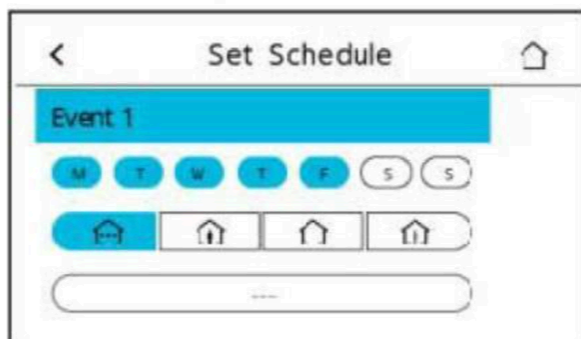 Set Schedule
Event 1
M T W T F S S
---